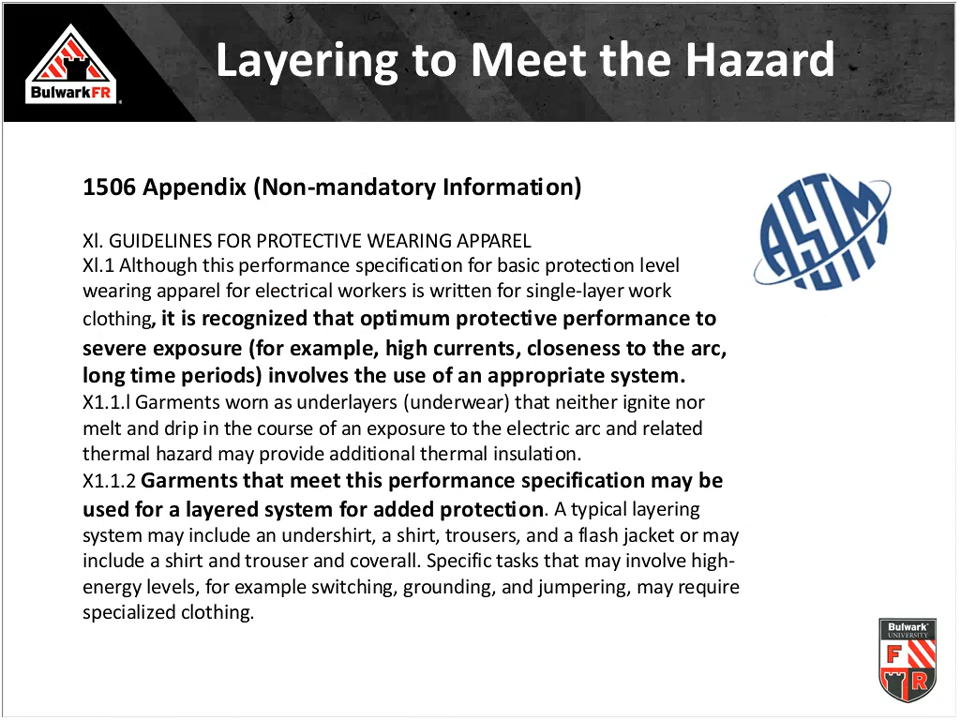 BulwarkFR
Layering to Meet the Hazard
1506 Appendix (Non-mandatory Information)
ASTM
Xl. GUIDELINES FOR PROTECTIVE WEARING APPAREL
Xl.1 Although this performance specification for basic protection level
wearing apparel for electrical workers is written for single-layer work
clothing, it is recognized that optimum protective performance to
severe exposure (for example, high currents, closeness to the arc,
long time periods) involves the use of an appropriate system.
X1.1.l Garments worn as underlayers (underwear) that neither ignite nor
melt and drip in the course of an exposure to the electric arc and related
thermal hazard may provide additional thermal insulation.
X1.1.2 Garments that meet this performance specification may be
used for a layered system for added protection. A typical layering
system may include an undershirt, a shirt, trousers, and a flash jacket or may
include a shirt and trouser and coverall. Specific tasks that may involve high-
energy levels, for example switching, grounding, and jumpering, may require
specialized clothing.
Bulwark®
UNIVERSITY
F
R